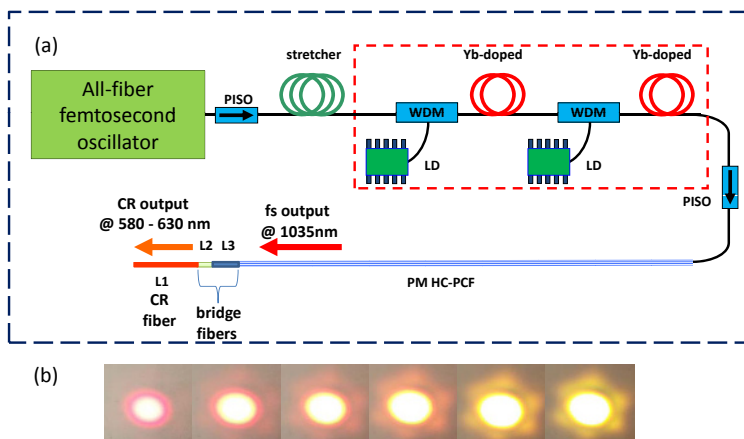 (a)
All-fiber
femtosecond
oscillator
PISO
stretcher
Yb-doped
Yb-doped
WDM
WDM
LD
LD
PISO
CR output
@ 580 - 630 nm
fs output
@ 1035nm
L2 L3
L1
CR
fiber
bridge
fibers
PM HC-PCF
(b)